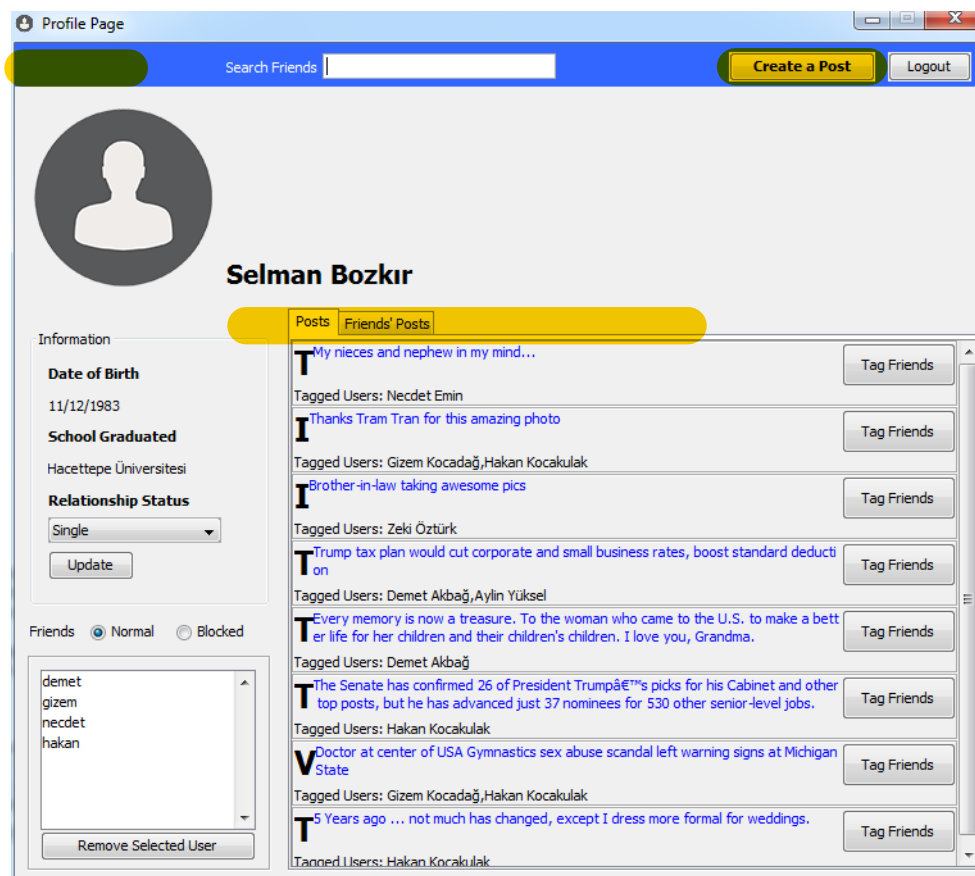 Profile Page
Search Friends
Create a Post
Logout
Selman Bozkır
Posts
Friends' Posts
Information
Date of Birth
11/12/1983
School Graduated
Hacettepe Üniversitesi
Relationship Status
Single
Update
Friends
Normal
Blocked
demet
gizem
necdet
hakan
Remove Selected User
T My nieces and nephew in my mind...
Tagged Users: Necdet Emin
Tag Friends
I Thanks Tram Tran for this amazing photo
Tagged Users: Gizem Kocadağ,Hakan Kocakulak
Tag Friends
I Brother-in-law taking awesome pics
Tagged Users: Zeki Öztürk
Tag Friends
T Trump tax plan would cut corporate and small business rates, boost standard deducti
on
Tagged Users: Demet Akbağ,Aylin Yüksel
Tag Friends
T Every memory is now a treasure. To the woman who came to the U.S. to make a bett
er life for her children and their children's children. I love you, Grandma.
Tagged Users: Demet Akbağ
Tag Friends
T The Senate has confirmed 26 of President Trumpâ€™s picks for his Cabinet and other
top posts, but he has advanced just 37 nominees for 530 other senior-level jobs.
Tagged Users: Hakan Kocakulak
Tag Friends
V Doctor at center of USA Gymnastics sex abuse scandal left warning signs at Michigan
State
Tagged Users: Gizem Kocadağ,Hakan Kocakulak
Tag Friends
T 5 Years ago ... not much has changed, except I dress more formal for weddings.
Tagged Users: Hakan Kocakulak
Tag Friends